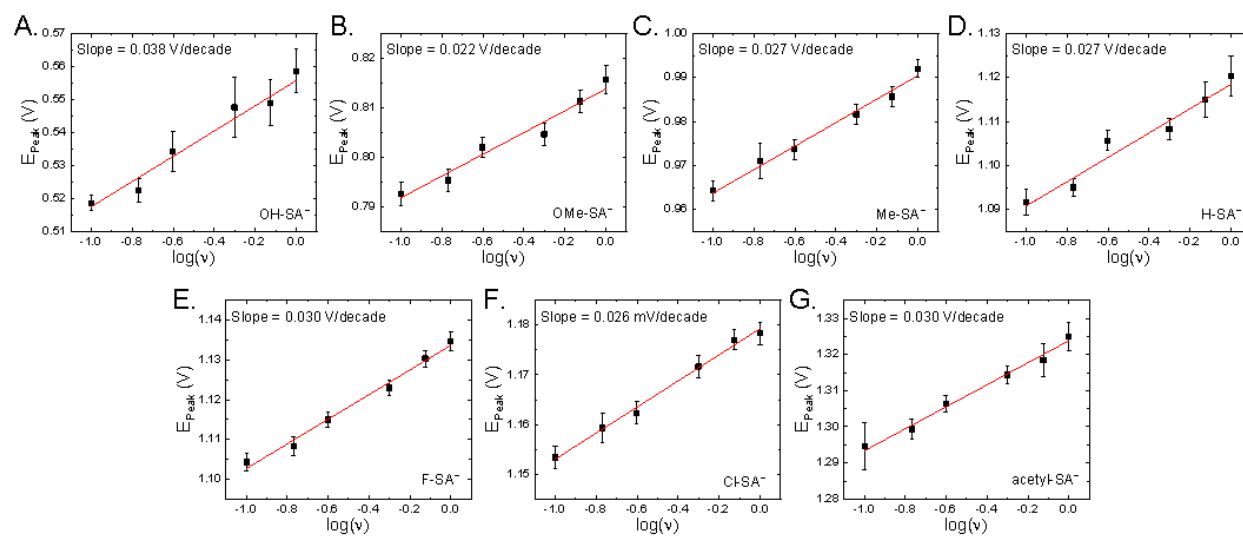 A.
Slope = 0.038 V/decade
0.57
0.56
0.55
0.54
0.53
0.52
0.51
E_Peak (V)
-1.0 -0.8 -0.6 -0.4 -0.2 0.0
log(ν)
OH-SA⁻
B.
Slope = 0.022 V/decade
0.82
0.81
0.80
0.79
E_Peak (V)
-1.0 -0.8 -0.6 -0.4 -0.2 0.0
log(ν)
OMe-SA⁻
C.
Slope = 0.027 V/decade
1.00
0.99
0.98
0.97
0.96
E_Peak (V)
-1.0 -0.8 -0.6 -0.4 -0.2 0.0
log(ν)
Me-SA⁻
D.
Slope = 0.027 V/decade
1.13
1.12
1.11
1.10
1.09
E_Peak (V)
-1.0 -0.8 -0.6 -0.4 -0.2 0.0
log(ν)
H-SA⁻
E.
Slope = 0.030 V/decade
1.14
1.13
1.12
1.11
1.10
E_Peak (V)
-1.0 -0.8 -0.6 -0.4 -0.2 0.0
log(ν)
F-SA⁻
F.
Slope = 0.026 mV/decade
1.18
1.17
1.16
1.15
E_Peak (V)
-1.0 -0.8 -0.6 -0.4 -0.2 0.0
log(ν)
Cl-SA⁻
G.
Slope = 0.030 V/decade
1.33
1.32
1.31
1.30
1.29
1.28
E_Peak (V)
-1.0 -0.8 -0.6 -0.4 -0.2 0.0
log(ν)
acetyl-SA⁻